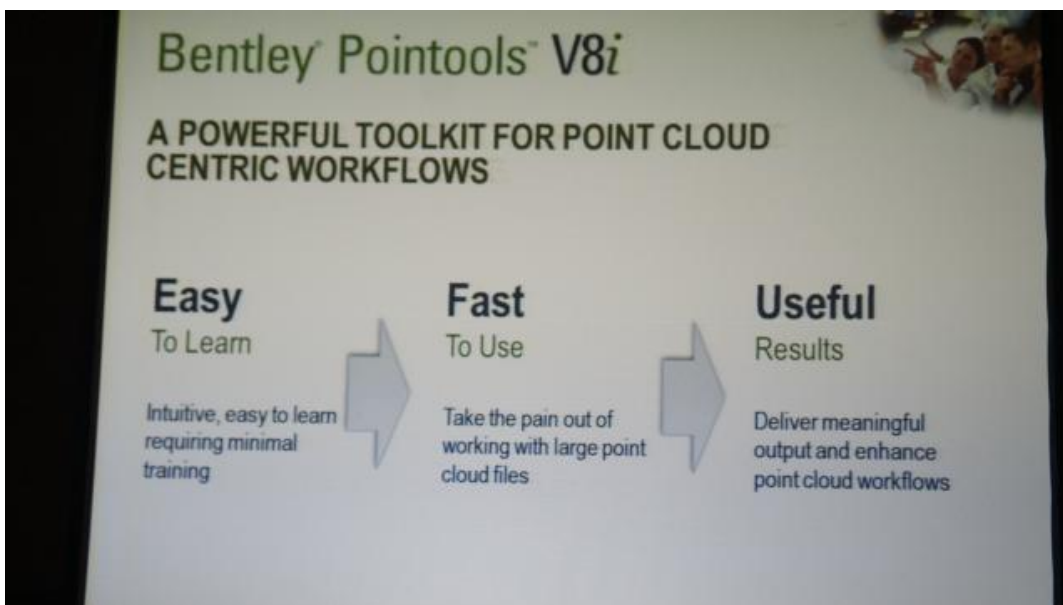 Bentley® Pointools™ V8i
A POWERFUL TOOLKIT FOR POINT CLOUD
CENTRIC WORKFLOWS
Easy
To Learn
Intuitive, easy to learn
requiring minimal
training
Fast
To Use
Take the pain out of
working with large point
cloud files
Useful
Results
Deliver meaningful
output and enhance
point cloud workflows